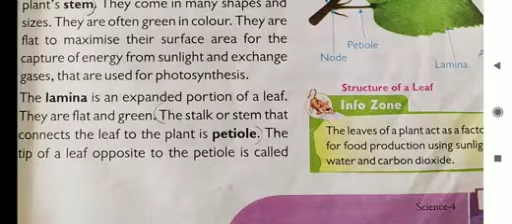 plant's stem. They come in many shapes and
sizes. They are often green in colour. They are
flat to maximise their surface area for the
capture of energy from sunlight and exchange
gases, that are used for photosynthesis.
The lamina is an expanded portion of a leaf.
They are flat and green. The stalk or stem that
connects the leaf to the plant is petiole. The
tip of a leaf opposite to the petiole is called
Petiole
Node
Lamina
Structure of a Leaf
Info Zone
The leaves of a plant act as a
for food production using
water and carbon dioxide.
Science-4